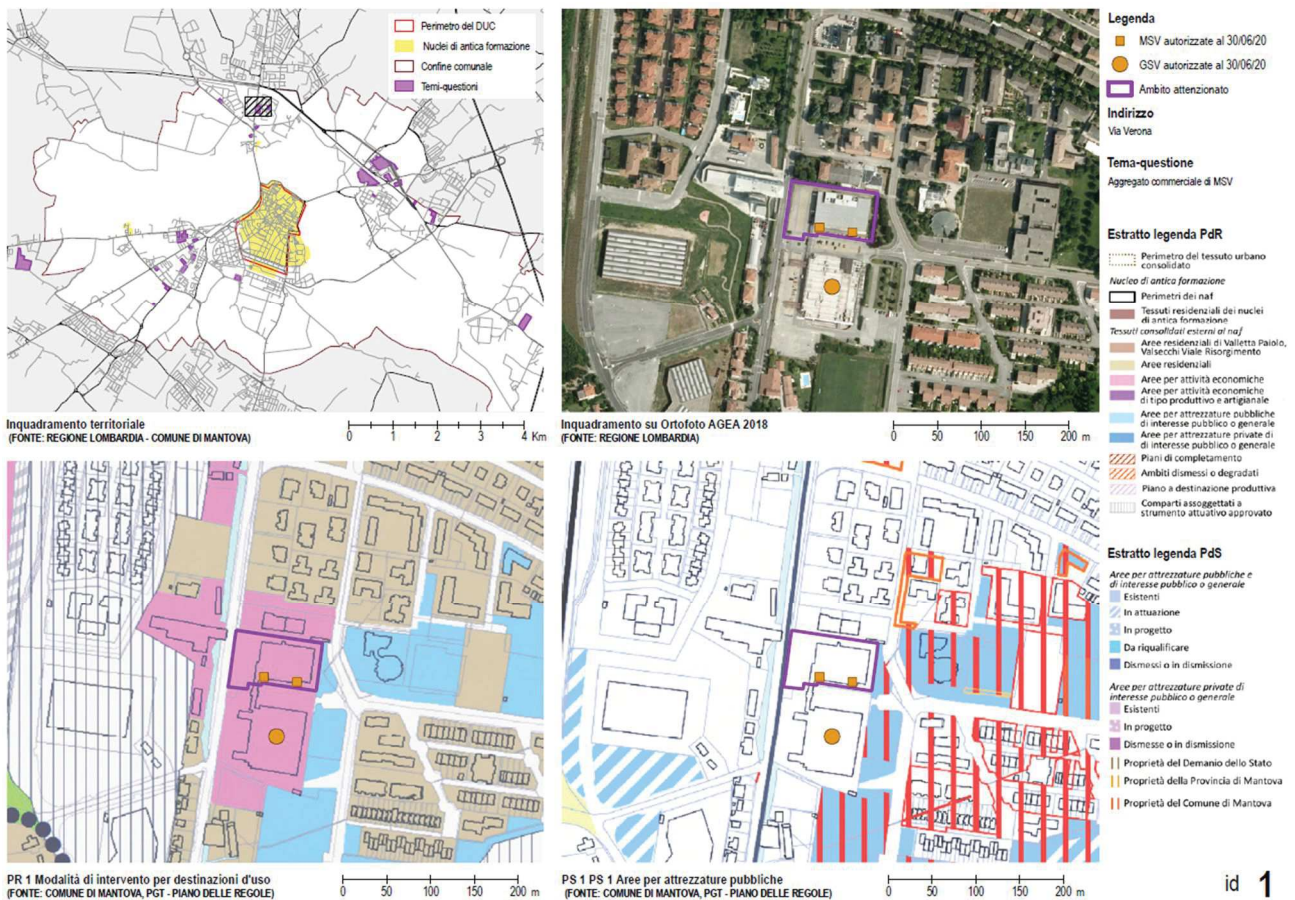 Perimetro del DUC
Nuclei di antica formazione
Confine comunale
Temi-questioni
Inquadramento territoriale
(FONTE: REGIONE LOMBARDIA - COMUNE DI MANTOVA)
0 1 2 3 4 Km
Inquadramento su Ortofoto AGEA 2018
(FONTE: REGIONE LOMBARDIA)
0 50 100 150 200 m
PR 1 Modalità di intervento per destinazioni d'uso
(FONTE: COMUNE DI MANTOVA, PGT - PIANO DELLE REGOLE)
0 50 100 150 200 m
PS 1 PS 1 Aree per attrezzature pubbliche
(FONTE: COMUNE DI MANTOVA, PGT - PIANO DELLE REGOLE)
0 50 100 150 200 m
Legenda
MSV autorizzate al 30/06/20
GSV autorizzate al 30/06/20
Ambito attenzionato
Indirizzo
Via Verona
Tema-questione
Aggregato commerciale di MSV
Estratto legenda PdR
Perimetro del tessuto urbano
consolidato
Nucleo di antica formazione
Perimetri dei naf
Tessuti residenziali dei nuclei
di antica formazione
Tessuti consolidati esterni al naf
Aree residenziali di Valletta Paiolo,
Valsecchi Viale Risorgimento
Aree residenziali
Aree per attività economiche
Aree per attività economiche
di tipo produttivo e artigianale
Aree per attrezzature pubbliche
di interesse pubblico o generale
Aree per attrezzature private di
di interesse pubblico o generale
Piani di completamento
Ambiti dismessi o degradati
Piano a destinazione produttiva
Comparti assoggettati a
strumento attuativo approvato
Estratto legenda PdS
Aree per attrezzature pubbliche e
di interesse pubblico o generale
Esistenti
In attuazione
In progetto
Da riqualificare
Dismessi o in dismissione
Aree per attrezzature private di
interesse pubblico o generale
Esistenti
In progetto
Dismesse o in dismissione
Proprietà del Demanio dello Stato
Proprietà della Provincia di Mantova
Proprietà del Comune di Mantova
id 1